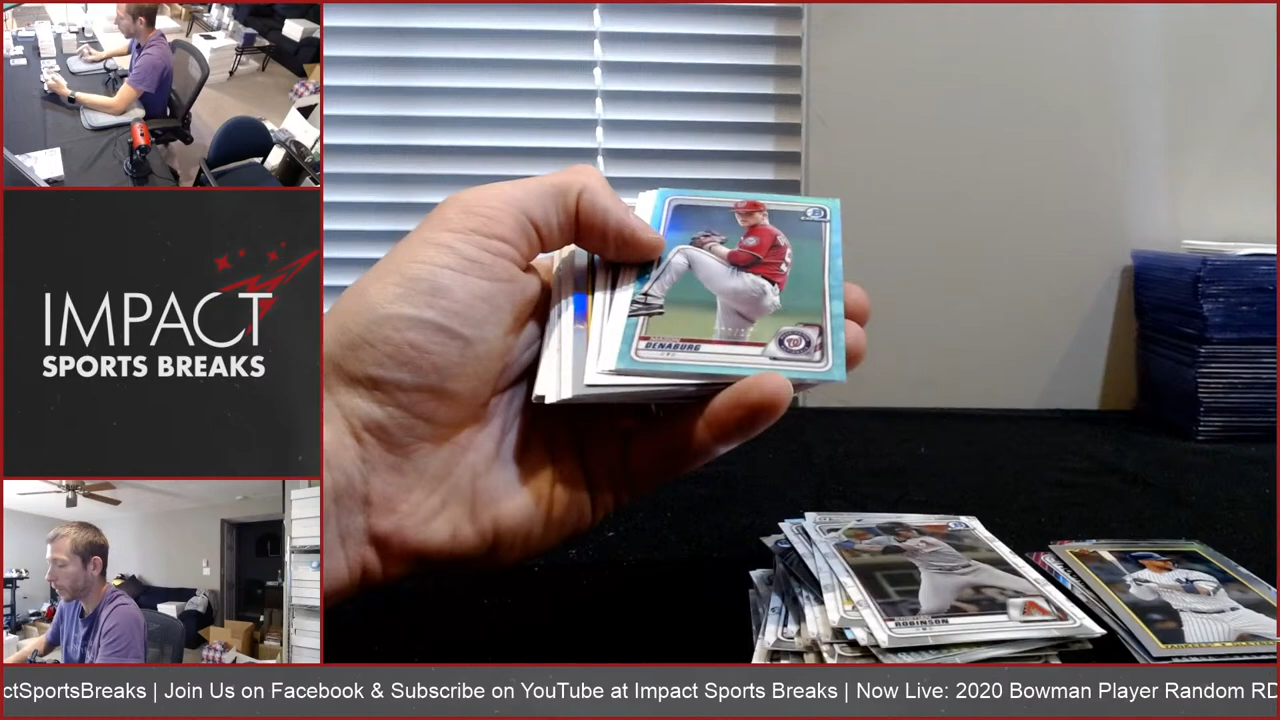 IMPACT
SPORTS BREAKS
DENABURG
W
ROBINSON
ctSportsBreaks | Join Us on Facebook & Subscribe on YouTube at Impact Sports Breaks | Now Live: 2020 Bowman Player Random RD